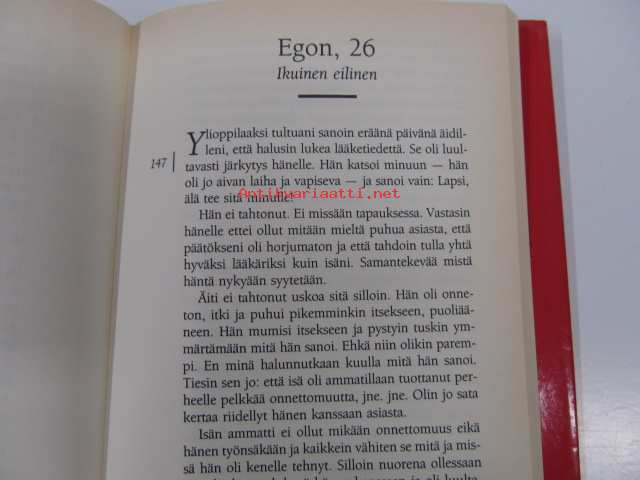 Egon, 26
Ikuinen eilinen
Ylioppilaaksi tultuani sanoin eräänä päivänä äidil-
leni, että halusin lukea lääketiedettä. Se oli luul-
147
tavasti järkytys hänelle. Hän katsoi minuun — hän
oli jo aivan laiha ja vapiseva — ja sanoi vain: Lapsi,
Antikvariaatti.net
älä tee sitä minulle!
Hän ei tahtonut. Ei missään tapauksessa. Vastasin
hänelle ettei ollut mitään mieltä puhua asiasta, että
päätökseni oli horjumaton ja että tahdoin tulla yhtä
hyväksi lääkäriksi kuin isäni. Samantekevää mistä
häntä nykyään syytetään.
Äiti ei tahtonut uskoa sitä silloin. Hän oli onne-
ton, itki ja puhui pikemminkin itsekseen, puoliää-
neen. Hän mumisi itsekseen ja pystyin tuskin ym-
märtämään mitä hän sanoi. Ehkä niin olikin parem-
pi. En minä halunnutkaan kuulla mitä hän sanoi.
Tiesin sen jo: että isä oli ammatillaan tuottanut per-
heelle pelkkää onnettomuutta, jne. jne. Olin jo sata
kertaa riidellyt hänen kanssaan asiasta.
Isän ammatti ei ollut mikään onnettomuus eikä
hänen työnsäkään ja kaikkein vähiten se mitä ja mis-
sä hän oli kenelle tehnyt. Silloin nuorena ollessaan